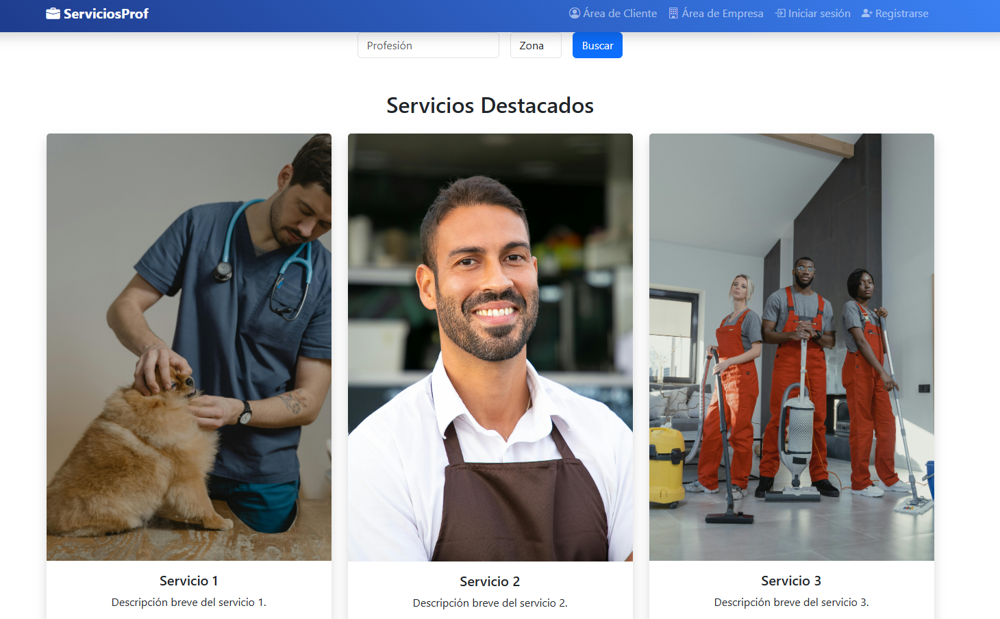 ServiciosProf
Área de Cliente
Área de Empresa
Iniciar sesión
Registrarse
Profesión
Zona
Buscar
Servicios Destacados
Servicio 1
Descripción breve del servicio 1.
Servicio 2
Descripción breve del servicio 2.
Servicio 3
Descripción breve del servicio 3.